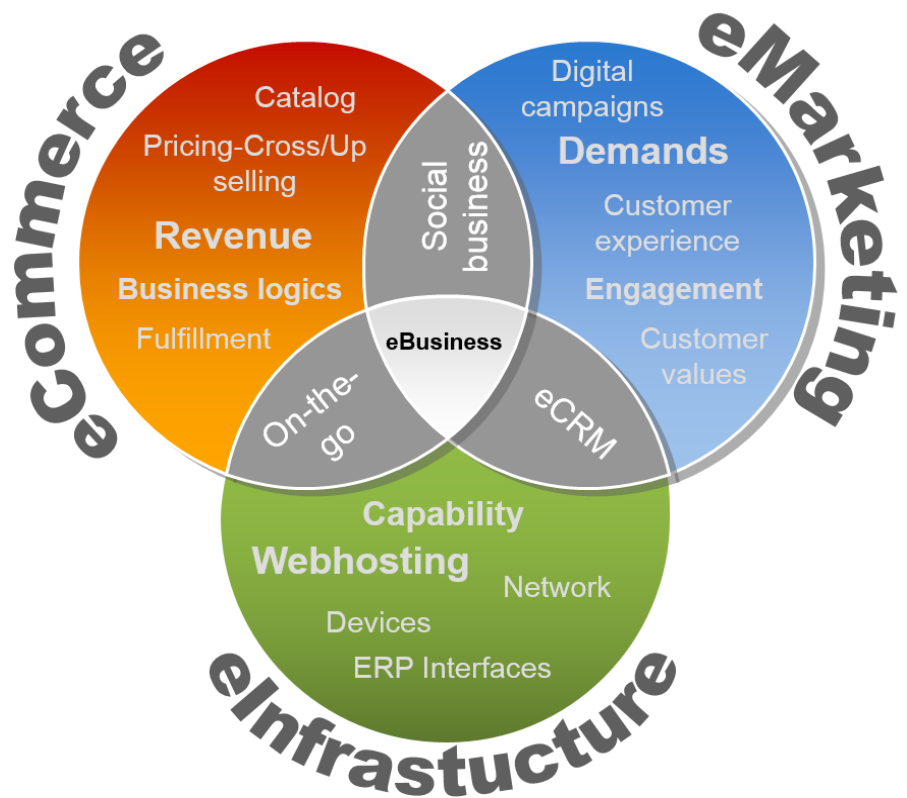 eCommerce
Catalog
Pricing-Cross/Up
selling
Revenue
Business logics
Fulfillment
Social
business
eMarketing
Digital
campaigns
Demands
Customer
experience
Engagement
Customer
values
eBusiness
On-the-
go
eCRM
Capability
Webhosting
Network
Devices
ERP Interfaces
eInfrastucture